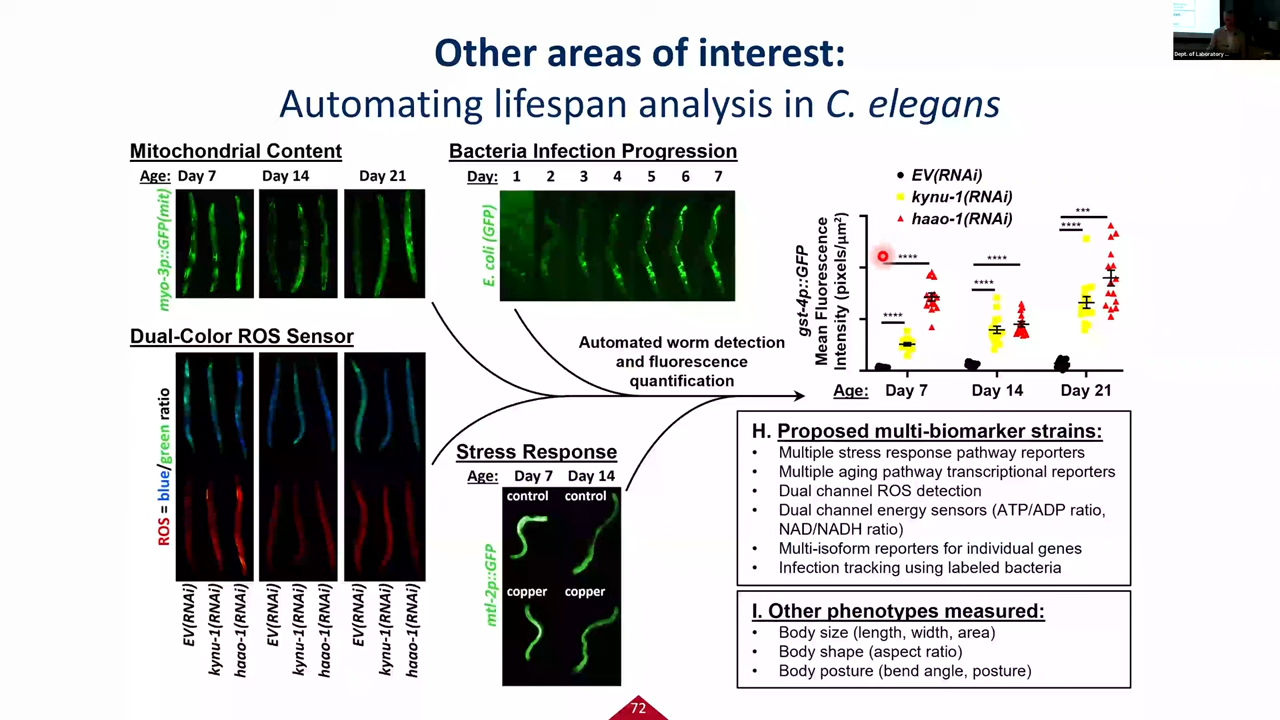 Other areas of interest:
Automating lifespan analysis in C. elegans
Mitochondrial Content
Age: Day 7 Day 14 Day 21
myo-3p::GFP(mit)
Bacteria Infection Progression
Day: 1 2 3 4 5 6 7
E. coli (GFP)
Dual-Color ROS Sensor
ROS = blue/green ratio
EV(RNAi)
kynu-1(RNAi)
haao-1(RNAi)
EV(RNAi)
kynu-1(RNAi)
haao-1(RNAi)
EV(RNAi)
kynu-1(RNAi)
haao-1(RNAi)
Automated worm detection
and fluorescence
quantification
Stress Response
Age: Day 7 Day 14
control control
copper copper
mtl-2p::GFP
EV(RNAi)
kynu-1(RNAi)
haao-1(RNAi)
gst-4p::GFP
Mean Fluorescence
Intensity (pixels/µm²)
**** ****
**** ****
**** ***
Age: Day 7 Day 14 Day 21
H. Proposed multi-biomarker strains:
• Multiple stress response pathway reporters
• Multiple aging pathway transcriptional reporters
• Dual channel ROS detection
• Dual channel energy sensors (ATP/ADP ratio,
NAD/NADH ratio)
• Multi-isoform reporters for individual genes
• Infection tracking using labeled bacteria
I. Other phenotypes measured:
• Body size (length, width, area)
• Body shape (aspect ratio)
• Body posture (bend angle, posture)
72
Dept. of Laboratory ...